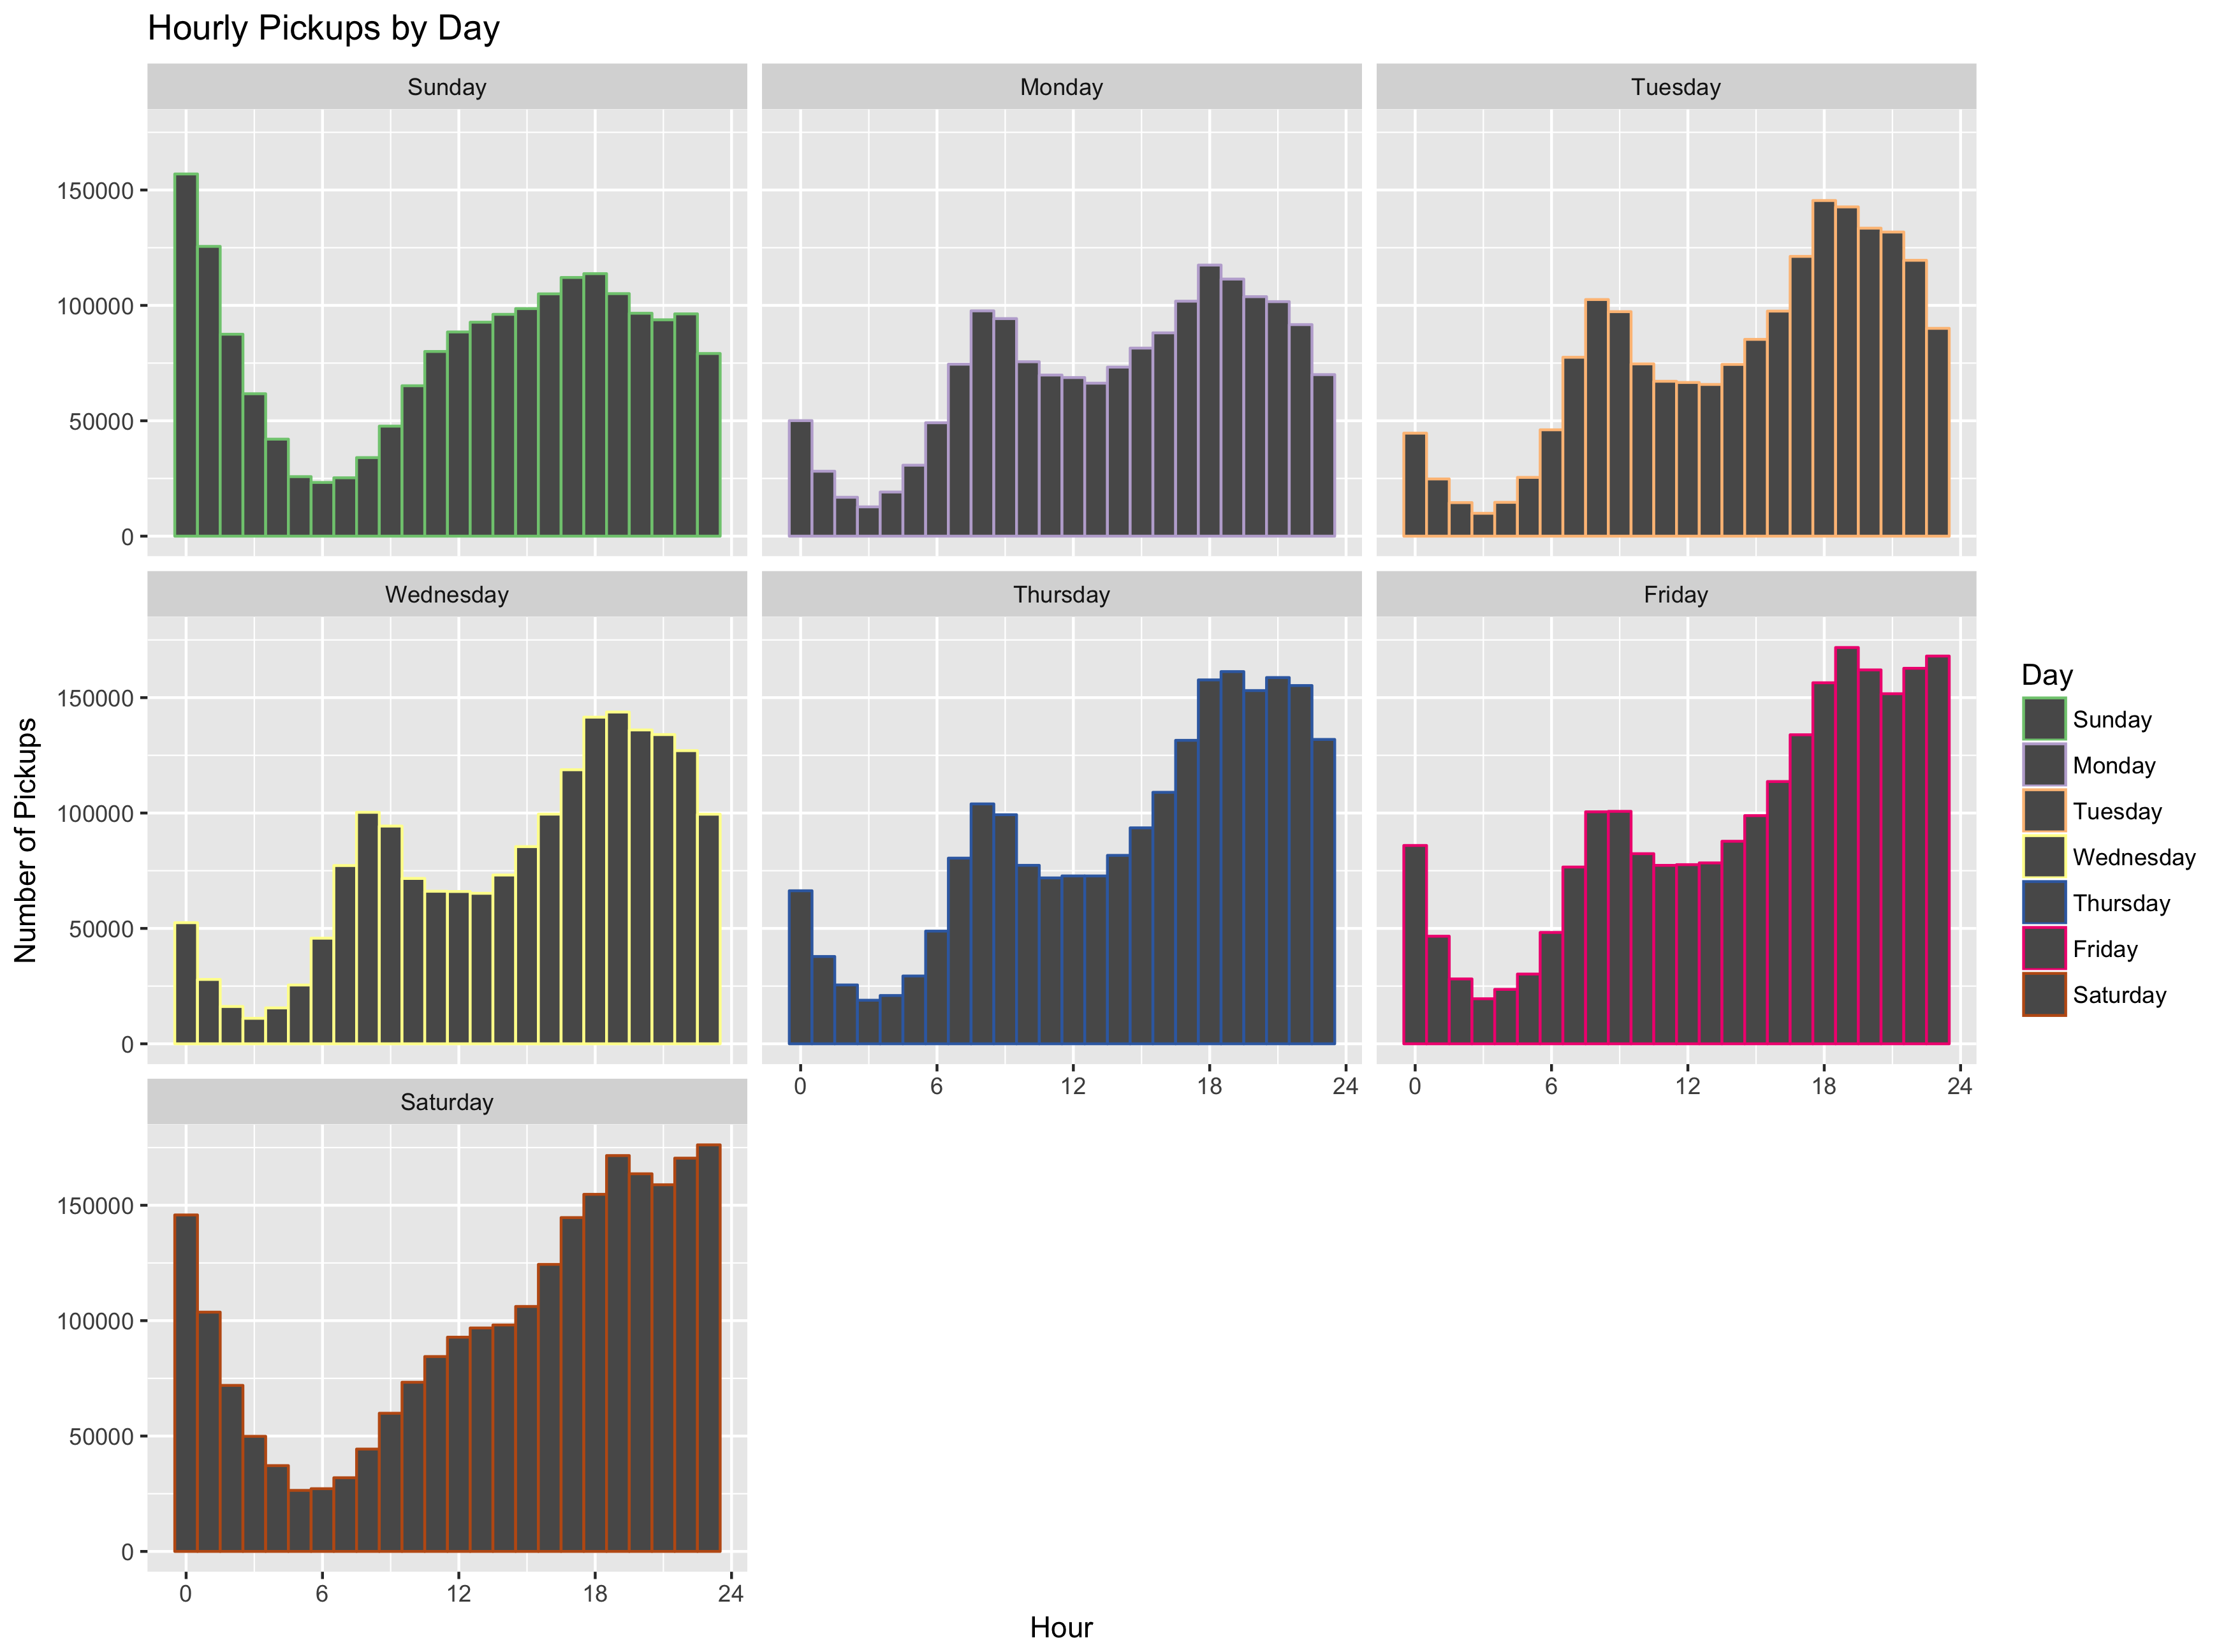 Hourly Pickups by Day
Sunday
Monday
Tuesday
150000
100000
50000
0
Wednesday
Thursday
Friday
150000
100000
50000
0
0 6 12 18 24
0 6 12 18 24
Saturday
150000
100000
50000
0
0 6 12 18 24
Hour
Number of Pickups
Day
Sunday
Monday
Tuesday
Wednesday
Thursday
Friday
Saturday